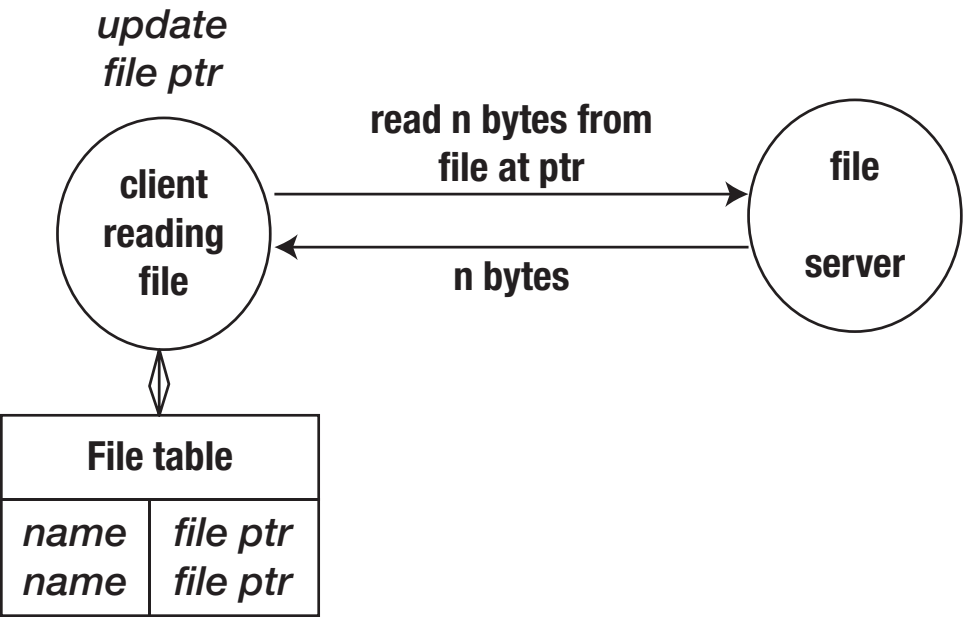 update
file ptr
client
reading
file
read n bytes from
file at ptr
n bytes
file
server
File table
name file ptr
name file ptr